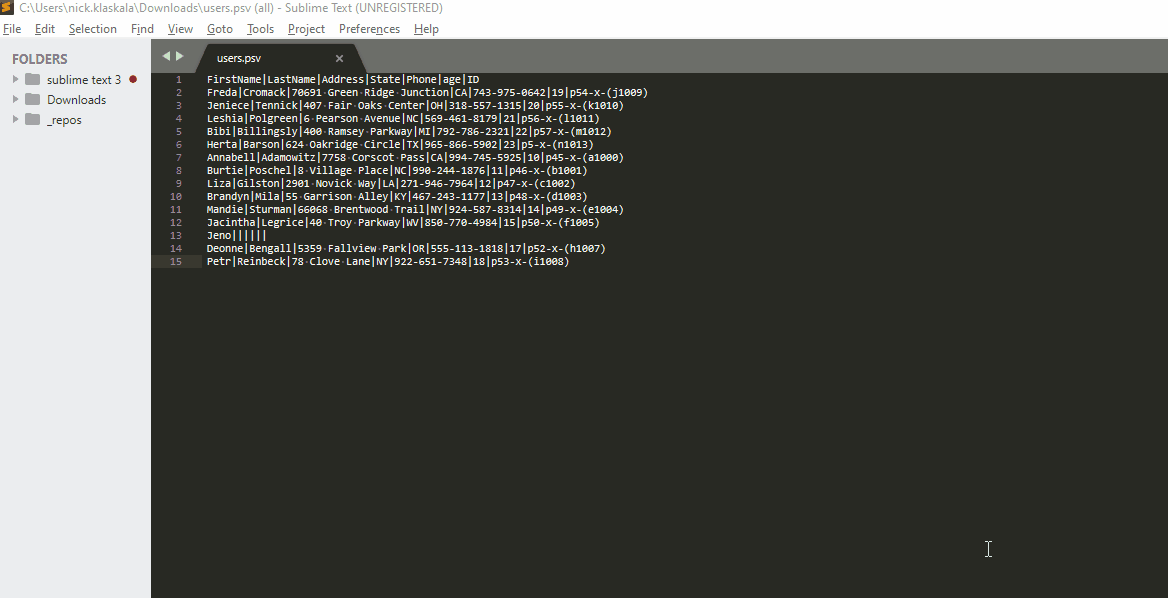 C:\Users\nick.klaskala\Downloads\users.psv (all) - Sublime Text (UNREGISTERED)
File Edit Selection Find View Goto Tools Project Preferences Help
FOLDERS
sublime text 3
Downloads
_repos
users.psv
1 FirstName|LastName|Address|State|Phone|age|ID
2 Freda|Cromack|70691 Green Ridge Junction|CA|743-975-0642|19|p54-x-(j1009)
3 Jeniece|Tennick|407 Fair Oaks Center|OH|318-557-1315|20|p55-x-(k1010)
4 Leshia|Polgreen|6 Pearson Avenue|NC|569-461-8179|21|p56-x-(l1011)
5 Bibi|Billingsly|400 Ramsey Parkway|MI|792-786-2321|22|p57-x-(m1012)
6 Herta|Barson|624 Oakridge Circle|TX|965-866-5902|23|p5-x-(n1013)
7 Annabell|Adamowitz|7758 Corscot Pass|CA|994-745-5925|10|p45-x-(a1000)
8 Burtie|Poschel|8 Village Place|NC|990-244-1876|11|p46-x-(b1001)
9 Liza|Gilston|2901 Novick Way|LA|271-946-7964|12|p47-x-(c1002)
10 Brandyn|Mila|55 Garrison Alley|KY|467-243-1177|13|p48-x-(d1003)
11 Mandie|Sturman|66068 Brentwood Trail|NY|924-587-8314|14|p49-x-(e1004)
12 Jacintha|Legrice|40 Troy Parkway|WV|850-770-4984|15|p50-x-(f1005)
13 Jeno||||||
14 Deonne|Bengall|5359 Fallview Park|OR|555-113-1818|17|p52-x-(h1007)
15 Petr|Reinbeck|78 Clove Lane|NY|922-651-7348|18|p53-x-(i1008)